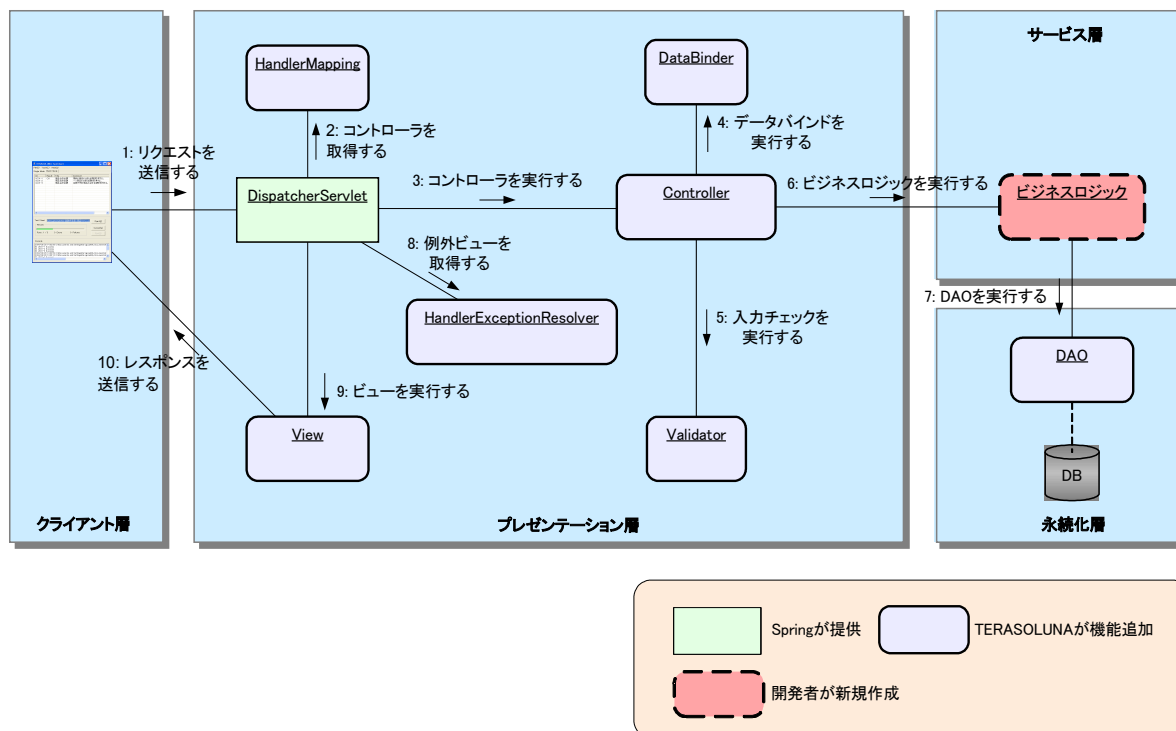 サービス層
HandlerMapping
DataBinder
2: コントローラを
取得する
4: データバインドを
実行する
1: リクエストを
送信する
3: コントローラを実行する
6: ビジネスロジックを実行する
DispatcherServlet
Controller
ビジネスロジック
8: 例外ビューを
取得する
7: DAOを実行する
HandlerExceptionResolver
5: 入力チェックを
実行する
10: レスポンスを
送信する
9: ビューを実行する
DAO
View
Validator
DB
クライアント層
プレゼンテーション層
永続化層
Springが提供
TERASOLUNAが機能追加
開発者が新規作成